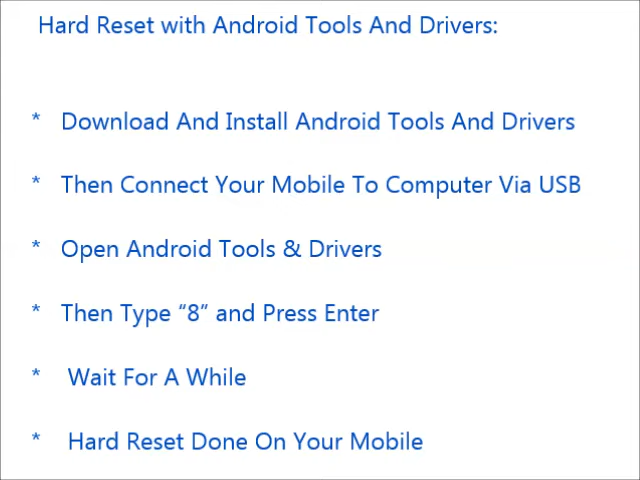 Hard Reset with Android Tools And Drivers:
* Download And Install Android Tools And Drivers
* Then Connect Your Mobile To Computer Via USB
* Open Android Tools & Drivers
* Then Type “8” and Press Enter
* Wait For A While
* Hard Reset Done On Your Mobile